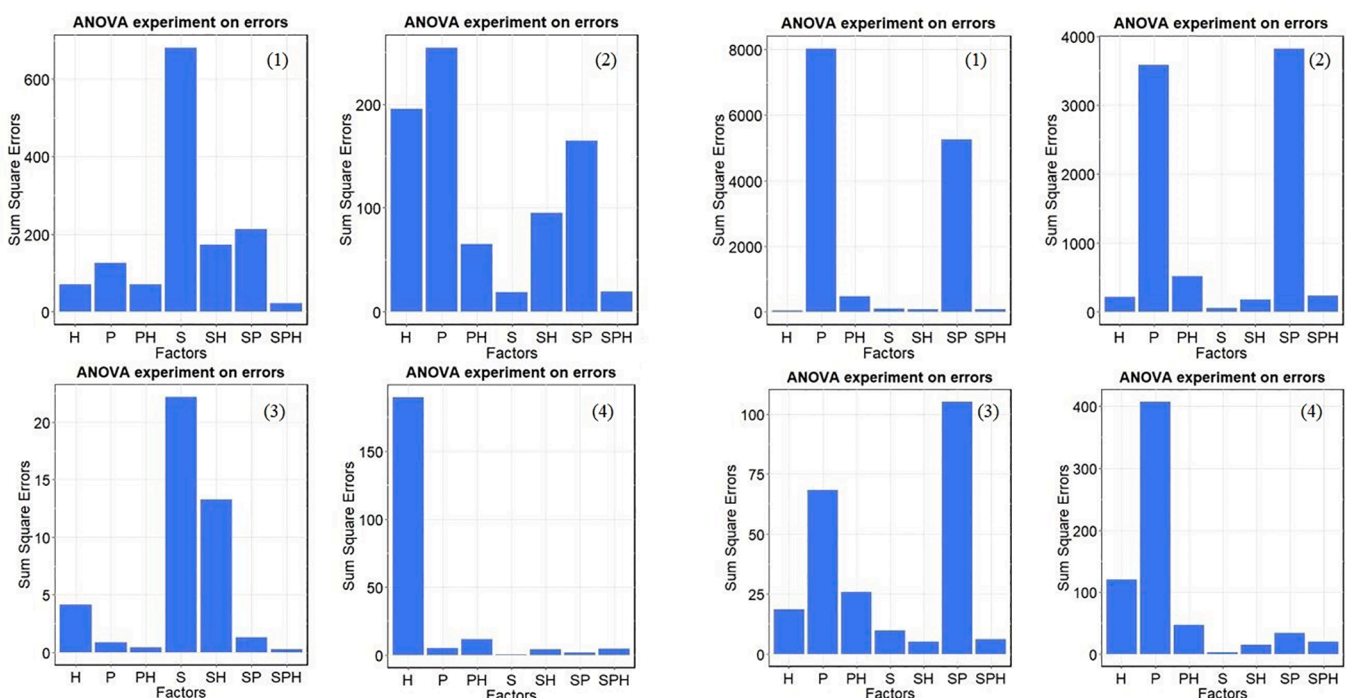 ANOVA experiment on errors
(1)
Sum Square Errors
600
400
200
0
H P PH S SH SP SPH
Factors
ANOVA experiment on errors
(2)
Sum Square Errors
200
100
0
H P PH S SH SP SPH
Factors
ANOVA experiment on errors
(1)
Sum Square Errors
8000
6000
4000
2000
0
H P PH S SH SP SPH
Factors
ANOVA experiment on errors
(2)
Sum Square Errors
4000
3000
2000
1000
0
H P PH S SH SP SPH
Factors
ANOVA experiment on errors
(3)
Sum Square Errors
20
15
10
5
0
H P PH S SH SP SPH
Factors
ANOVA experiment on errors
(4)
Sum Square Errors
150
100
50
0
H P PH S SH SP SPH
Factors
ANOVA experiment on errors
(3)
Sum Square Errors
100
75
50
25
0
H P PH S SH SP SPH
Factors
ANOVA experiment on errors
(4)
Sum Square Errors
400
300
200
100
0
H P PH S SH SP SPH
Factors